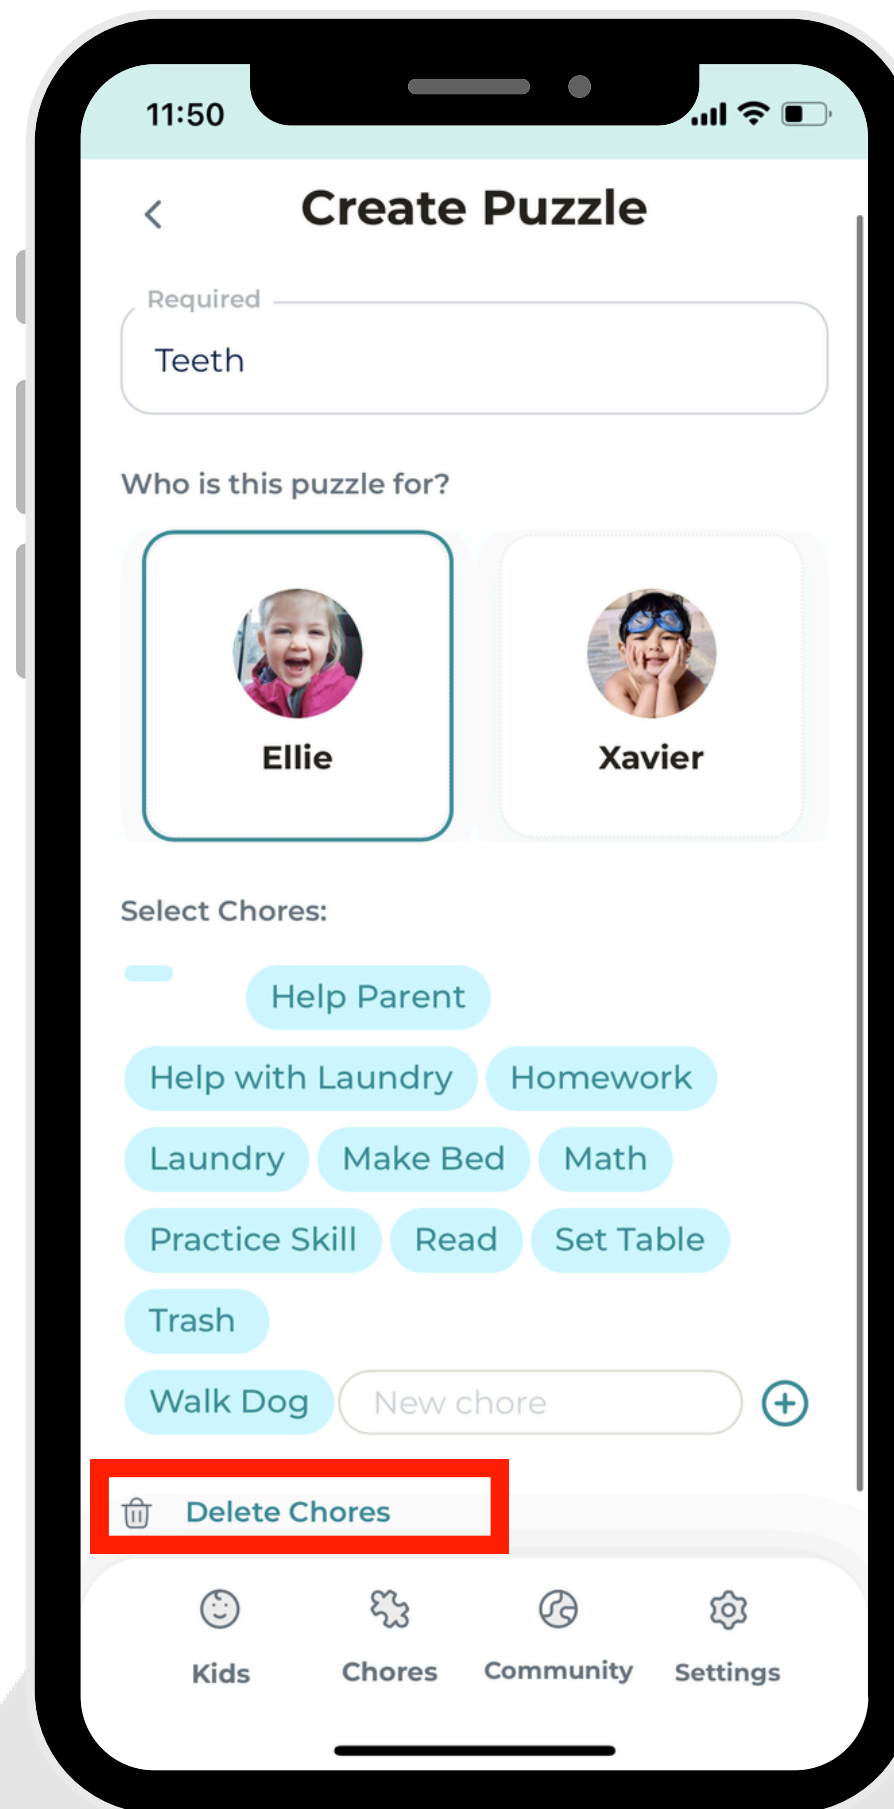 11:50
Create Puzzle
Required
Teeth
Who is this puzzle for?
Ellie Xavier
Select Chores:
Help Parent
Help with Laundry Homework
Laundry Make Bed Math
Practice Skill Read Set Table
Trash
Walk Dog New chore
Delete Chores
Kids Chores Community Settings